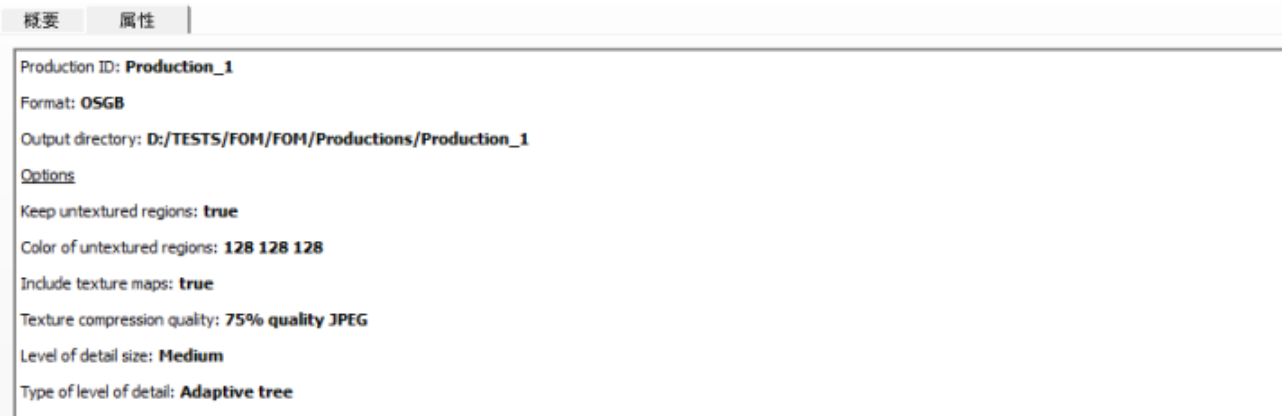 概要 属性
Production ID: Production_1
Format: OSGB
Output directory: D:/TESTS/FOM/FOM/Productions/Production_1
Options
Keep untextured regions: true
Color of untextured regions: 128 128 128
Include texture maps: true
Texture compression quality: 75% quality JPEG
Level of detail size: Medium
Type of level of detail: Adaptive tree